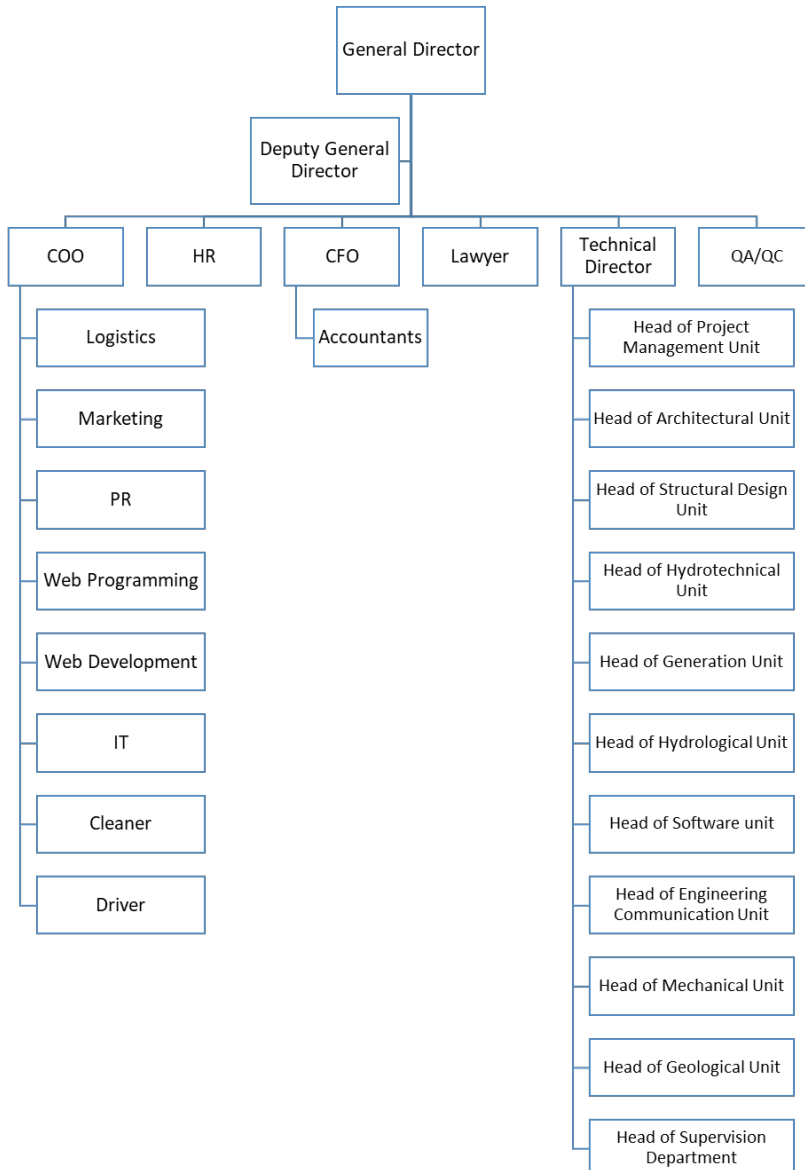 General Director
Deputy General
Director
COO
HR
CFO
Lawyer
Technical
Director
QA/QC
Logistics
Marketing
PR
Web Programming
Web Development
IT
Cleaner
Driver
Accountants
Head of Project
Management Unit
Head of Architectural Unit
Head of Structural Design
Unit
Head of Hydrotechnical
Unit
Head of Generation Unit
Head of Hydrological Unit
Head of Software unit
Head of Engineering
Communication Unit
Head of Mechanical Unit
Head of Geological Unit
Head of Supervision
Department